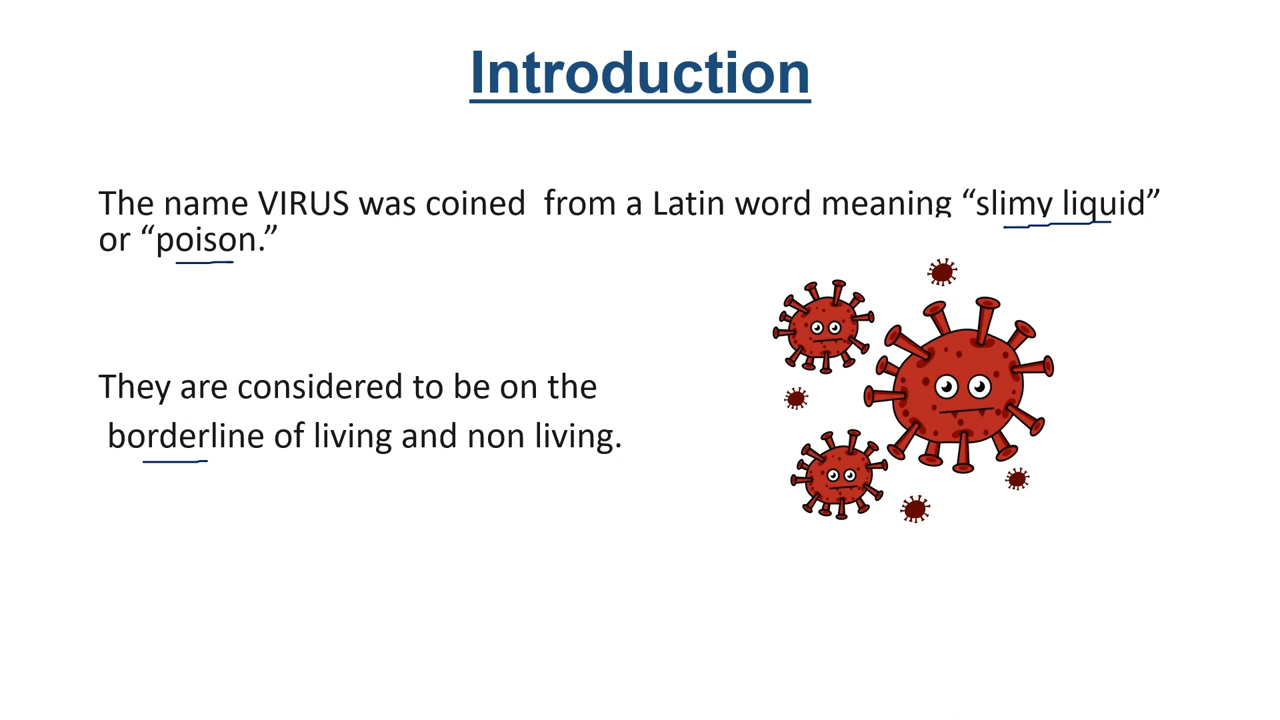 Introduction
The name VIRUS was coined  from a Latin word meaning “slimy liquid”
or “poison.”
They are considered to be on the
borderline of living and non living.